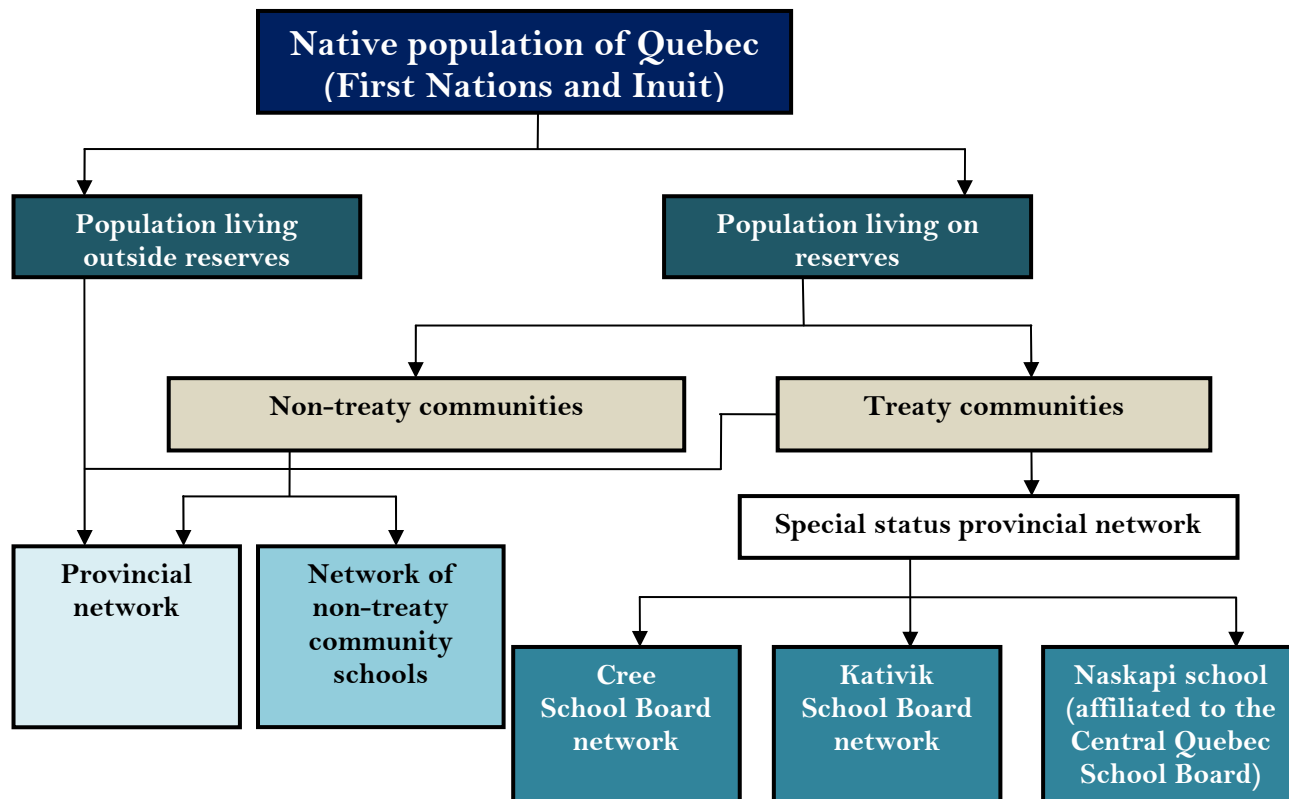 Native population of Quebec
(First Nations and Inuit)
Population living
outside reserves
Population living on
reserves
Non-treaty communities
Treaty communities
Special status provincial network
Provincial
network
Network of
non-treaty
community
schools
Cree
School Board
network
Kativik
School Board
network
Naskapi school
(affiliated to the
Central Quebec
School Board)